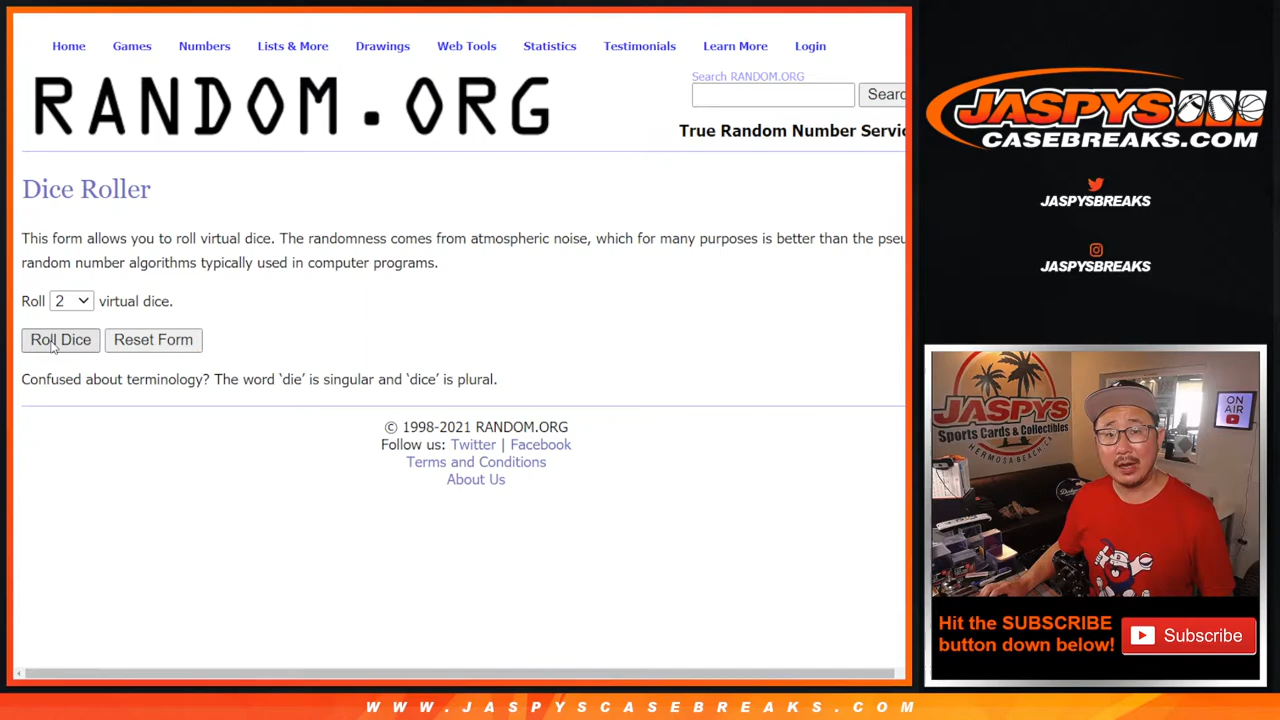 Home Games Numbers Lists & More Drawings Web Tools Statistics Testimonials Learn More Login
RANDOM.ORG
Search RANDOM.ORG
Searc
True Random Number Servic
Dice Roller
This form allows you to roll virtual dice. The randomness comes from atmospheric noise, which for many purposes is better than the pseu
random number algorithms typically used in computer programs.
Roll 2 virtual dice.
Roll Dice Reset Form
Confused about terminology? The word ‘die’ is singular and ‘dice’ is plural.
© 1998-2021 RANDOM.ORG
Follow us: Twitter | Facebook
Terms and Conditions
About Us
JASPYS
CASEBREAKS.COM
JASPYSBREAKS
JASPYSBREAKS
JASPYS
Sports Cards & Collectibles
HERMOSA BEACH CA
ON
AIR
Dodgers
Hit the SUBSCRIBE
button down below!
Subscribe
WWW.JASPYSCASEBREAKS.COM